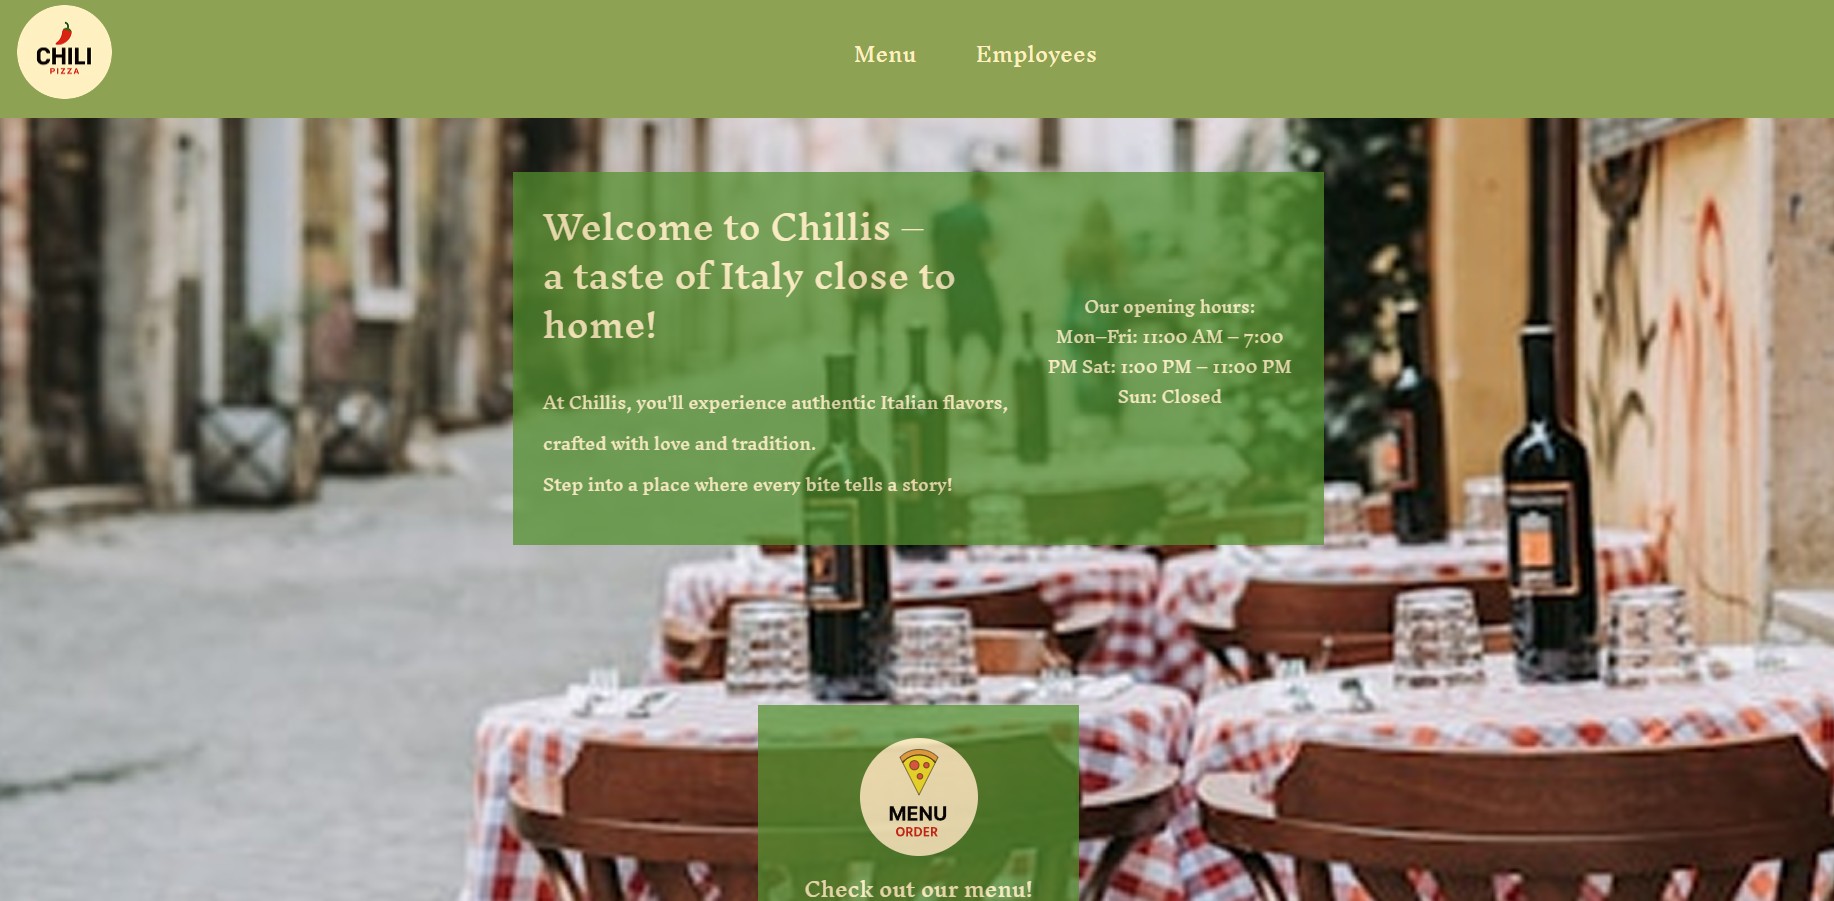 CHILI
PIZZA
Menu
Employees
Welcome to Chillis –
a taste of Italy close to
home!
At Chillis, you'll experience authentic Italian flavors,
crafted with love and tradition.
Step into a place where every bite tells a story!
Our opening hours:
Mon–Fri: 11:00 AM – 7:00
PM Sat: 1:00 PM – 11:00 PM
Sun: Closed
MENU
ORDER
Check out our menu!